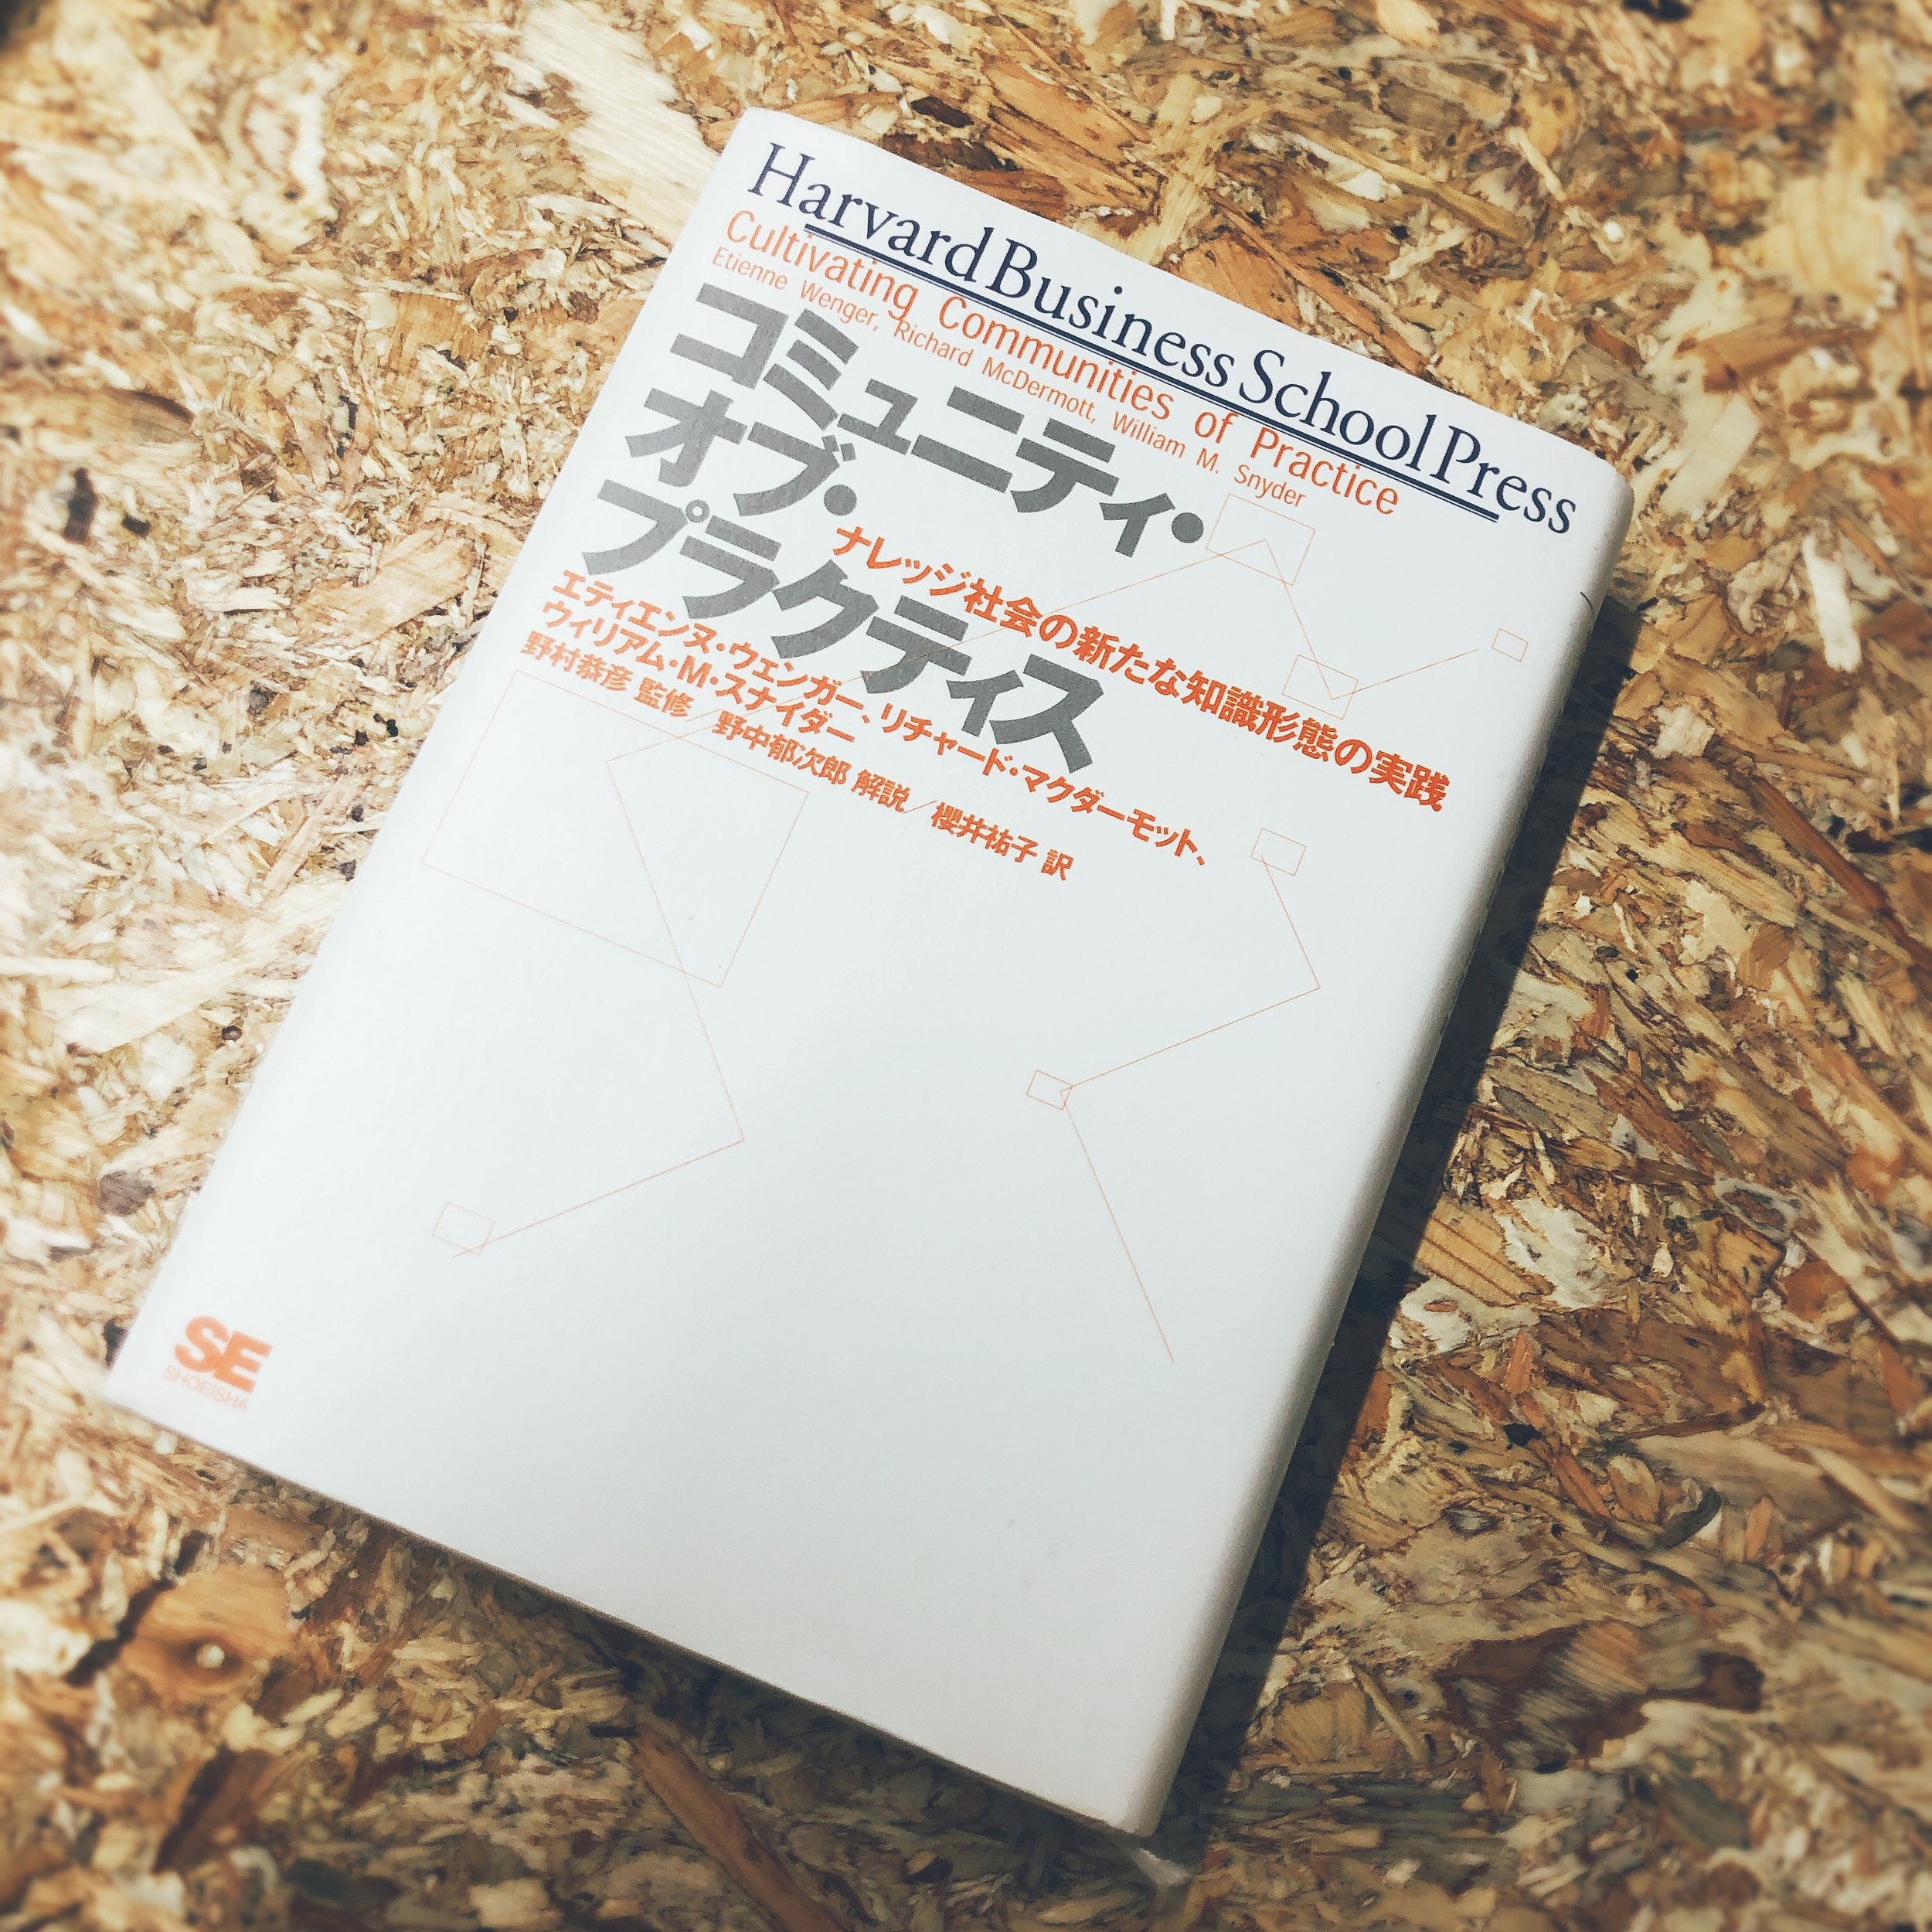 Harvard Business School Press
Cultivating Communities of Practice
Etienne Wenger, Richard McDermott, William M. Snyder
コミュニティ・
オブ・
プラクティス
ナレッジ社会の新たな知識形態の実践
エティエンヌ・ウェンガー、リチャード・マクダーモット、
ウィリアム・M・スナイダー
野村恭彦 監修／野中郁次郎 解説／櫻井祐子 訳
SE
SHOEISHA